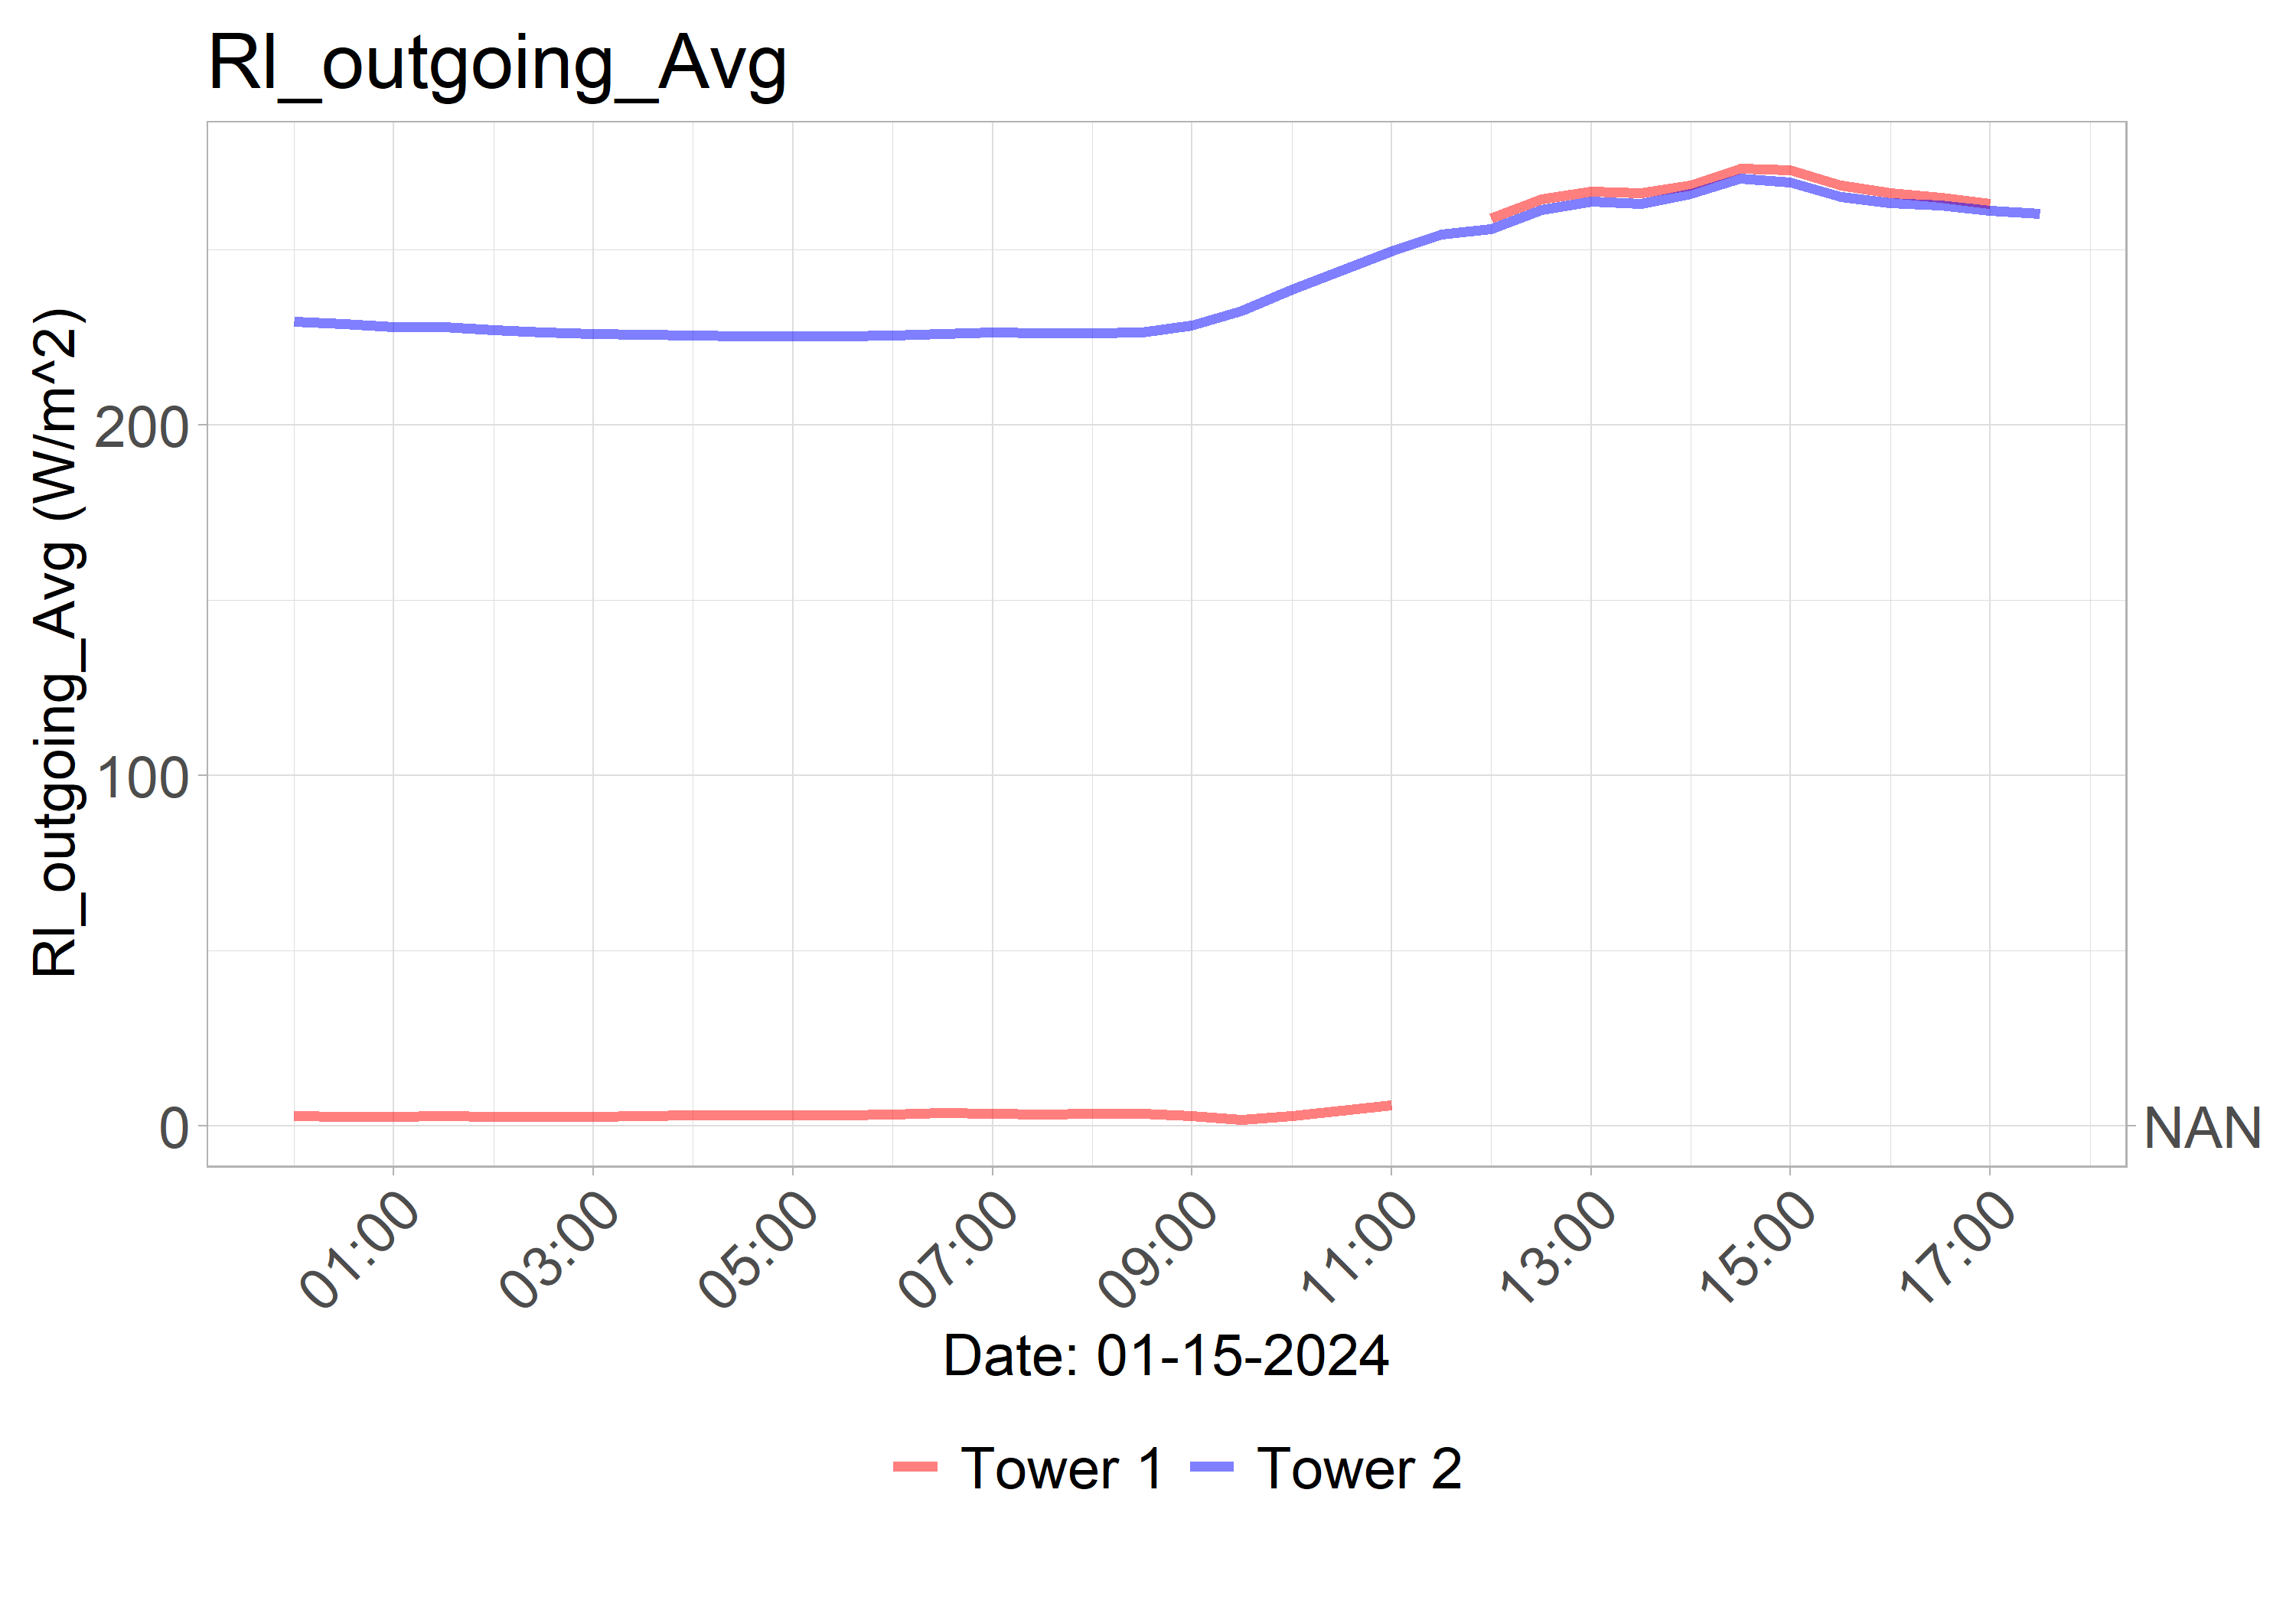 Rl_outgoing_Avg
Rl_outgoing_Avg (W/m^2)
200
100
0
NAN
01:00
03:00
05:00
07:00
09:00
11:00
13:00
15:00
17:00
Date: 01-15-2024
Tower 1
Tower 2